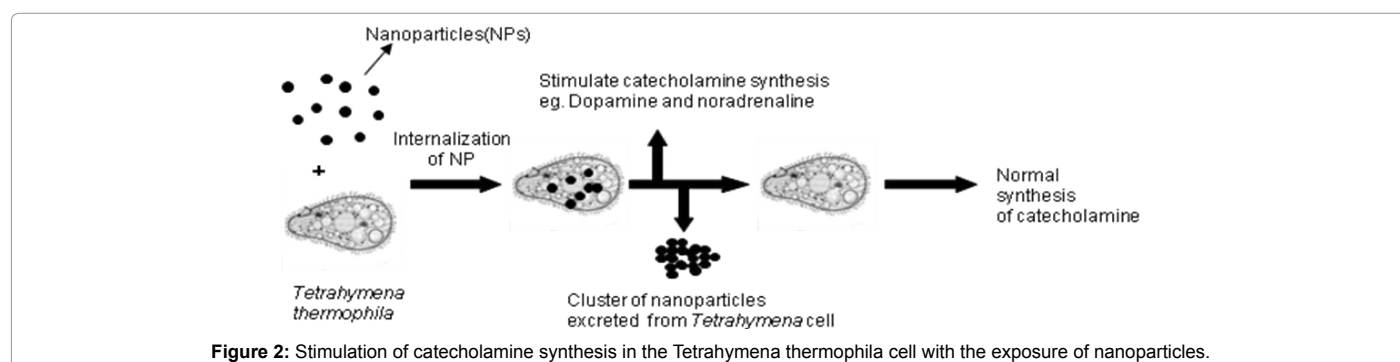 Nanoparticles(NPs)
Stimulate catecholamine synthesis
eg. Dopamine and noradrenaline
Internalization
of NP
+
Normal
synthesis
of catecholamine
Tetrahymena
thermophila
Cluster of nanoparticles
excreted from Tetrahymena cell
Figure 2: Stimulation of catecholamine synthesis in the Tetrahymena thermophila cell with the exposure of nanoparticles.